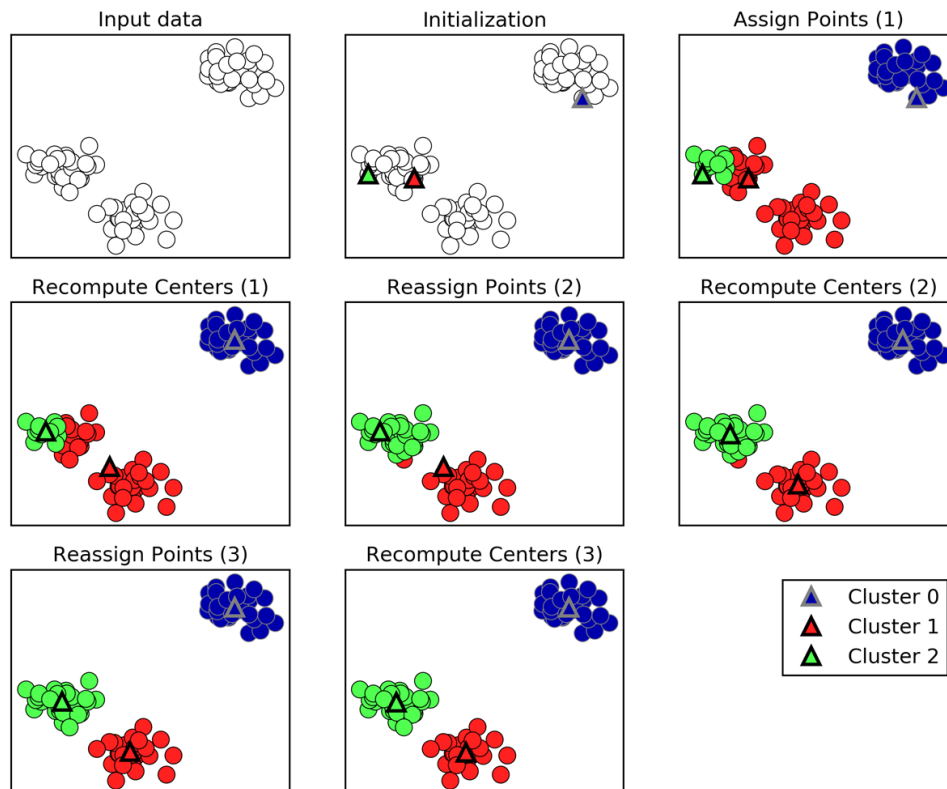 Input data
Initialization
Assign Points (1)
Recompute Centers (1)
Reassign Points (2)
Recompute Centers (2)
Reassign Points (3)
Recompute Centers (3)
Cluster 0
Cluster 1
Cluster 2